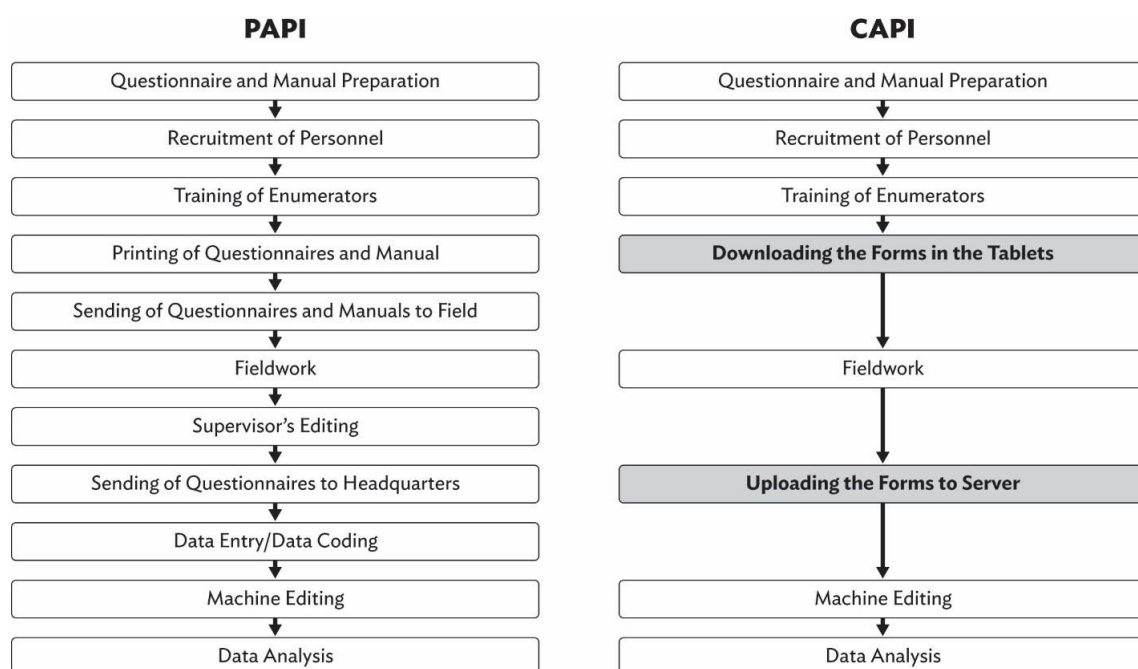 PAPI
Questionnaire and Manual Preparation
Recruitment of Personnel
Training of Enumerators
Printing of Questionnaires and Manual
Sending of Questionnaires and Manuals to Field
Fieldwork
Supervisor’s Editing
Sending of Questionnaires to Headquarters
Data Entry/Data Coding
Machine Editing
Data Analysis
CAPI
Questionnaire and Manual Preparation
Recruitment of Personnel
Training of Enumerators
Downloading the Forms in the Tablets
Fieldwork
Uploading the Forms to Server
Machine Editing
Data Analysis